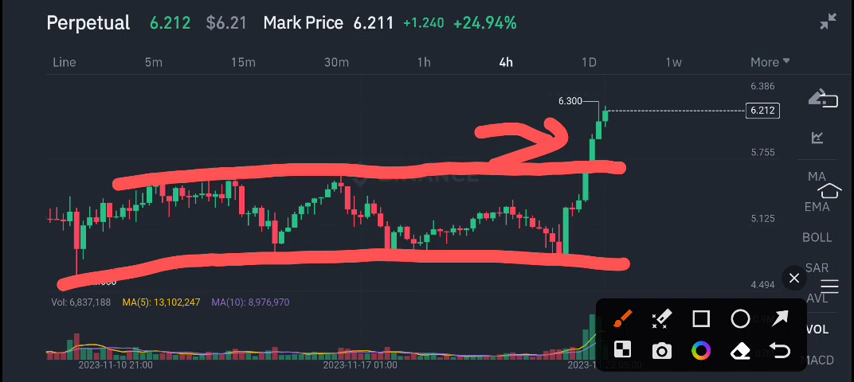 Perpetual 6.212 $6.21 Mark Price 6.211 +1.240 +24.94%
Line 5m 15m 30m 1h 4h 1D 1w More
6.386
6.300
6.212
5.755
BINANCE
MA
EMA
5.125
BOLL
SAR
4.494
AVL
Vol: 6,837,188 MA(5): 13,102,247 MA(10): 8,976,970
VOL
MACD
2023-11-10 21:00 2023-11-17 01:00